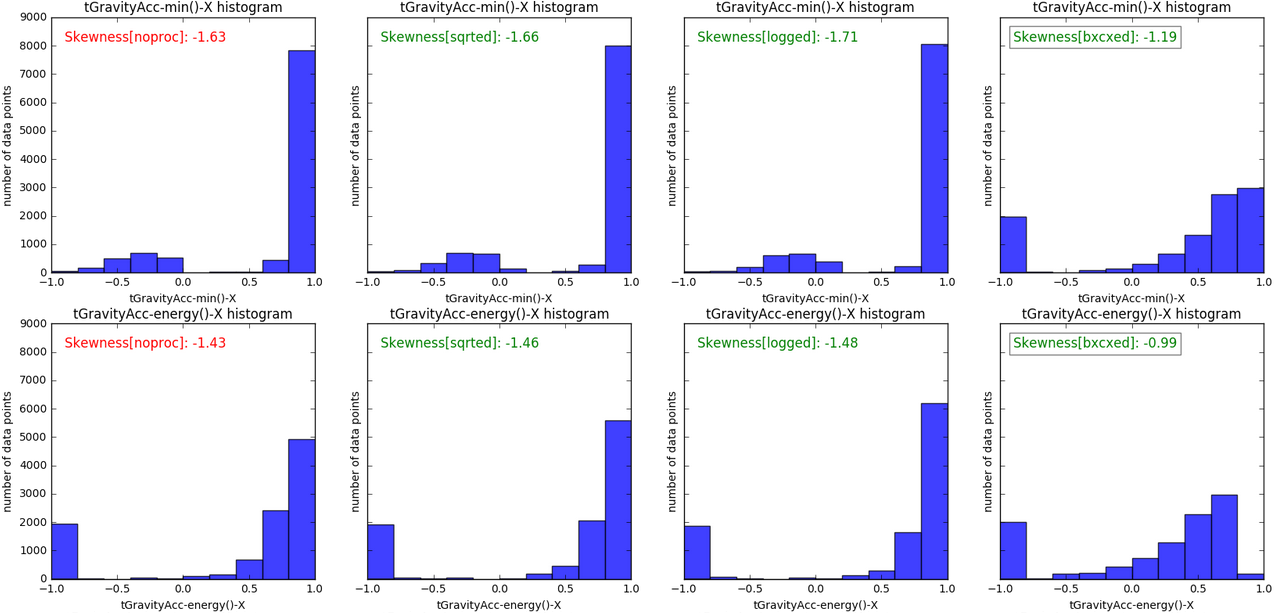 tGravityAcc-min()-X histogram
Skewness[noproc]: -1.63
number of data points
9000
8000
7000
6000
5000
4000
3000
2000
1000
0
−1.0 −0.5 0.0 0.5 1.0
tGravityAcc-min()-X
tGravityAcc-min()-X histogram
Skewness[sqrted]: -1.66
number of data points
−1.0 −0.5 0.0 0.5 1.0
tGravityAcc-min()-X
tGravityAcc-min()-X histogram
Skewness[logged]: -1.71
number of data points
−1.0 −0.5 0.0 0.5 1.0
tGravityAcc-min()-X
tGravityAcc-min()-X histogram
Skewness[bxcxed]: -1.19
number of data points
−1.0 −0.5 0.0 0.5 1.0
tGravityAcc-min()-X
tGravityAcc-energy()-X histogram
Skewness[noproc]: -1.43
number of data points
9000
8000
7000
6000
5000
4000
3000
2000
1000
0
−1.0 −0.5 0.0 0.5 1.0
tGravityAcc-energy()-X
tGravityAcc-energy()-X histogram
Skewness[sqrted]: -1.46
number of data points
−1.0 −0.5 0.0 0.5 1.0
tGravityAcc-energy()-X
tGravityAcc-energy()-X histogram
Skewness[logged]: -1.48
number of data points
−1.0 −0.5 0.0 0.5 1.0
tGravityAcc-energy()-X
tGravityAcc-energy()-X histogram
Skewness[bxcxed]: -0.99
number of data points
−1.0 −0.5 0.0 0.5 1.0
tGravityAcc-energy()-X